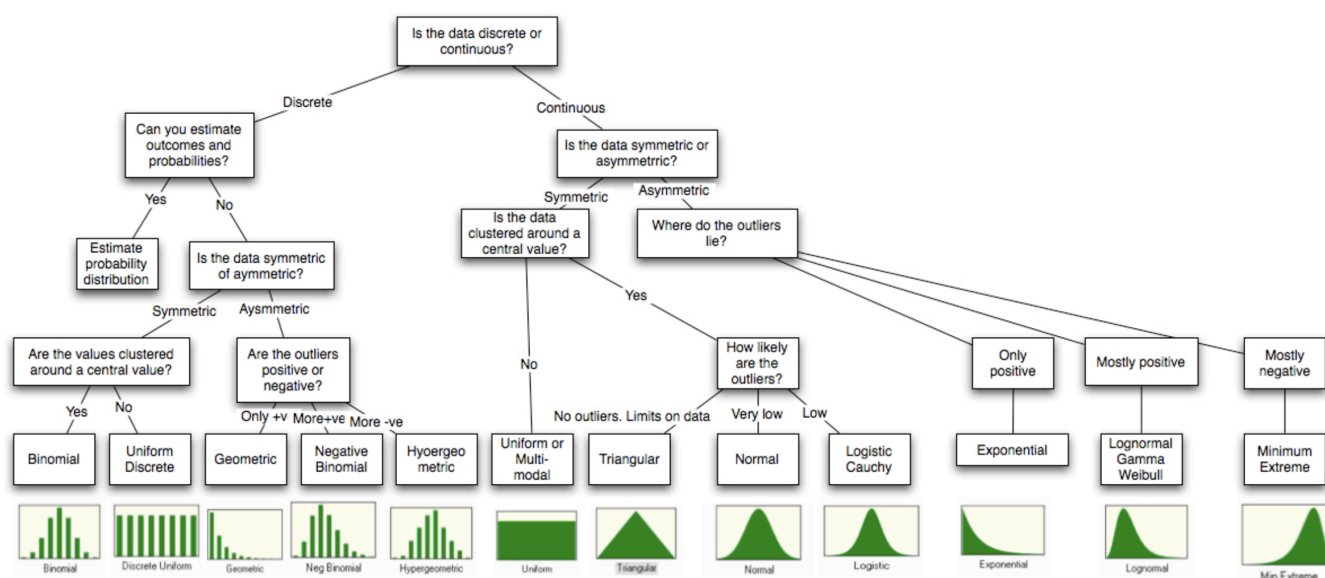 Is the data discrete or
continuous?
Discrete
Continuous
Can you estimate
outcomes and
probabilities?
Is the data symmetric or
asymmetrric?
Yes
No
Symmetric
Asymmetric
Estimate
probability
distribution
Is the data symmetric
of aymmetric?
Is the data
clustered around a
central value?
Where do the outliers
lie?
Symmetric
Aysmmetric
Yes
No
Are the values clustered
around a central value?
Are the outliers
positive or
negative?
How likely
are the
outliers?
Only
positive
Mostly positive
Mostly
negative
Yes
No
Only +v
More+ve
More -ve
No outliers. Limits on data
Very low
Low
Binomial
Uniform
Discrete
Geometric
Negative
Binomial
Hyoergeo
metric
Uniform or
Multi-
modal
Triangular
Normal
Logistic
Cauchy
Exponential
Lognormal
Gamma
Weibull
Minimum
Extreme
Binomial
Discrete Uniform
Geometric
Neg Binomial
Hypergeometric
Uniform
Triangular
Normal
Logistic
Exponential
Lognormal
Min Extreme